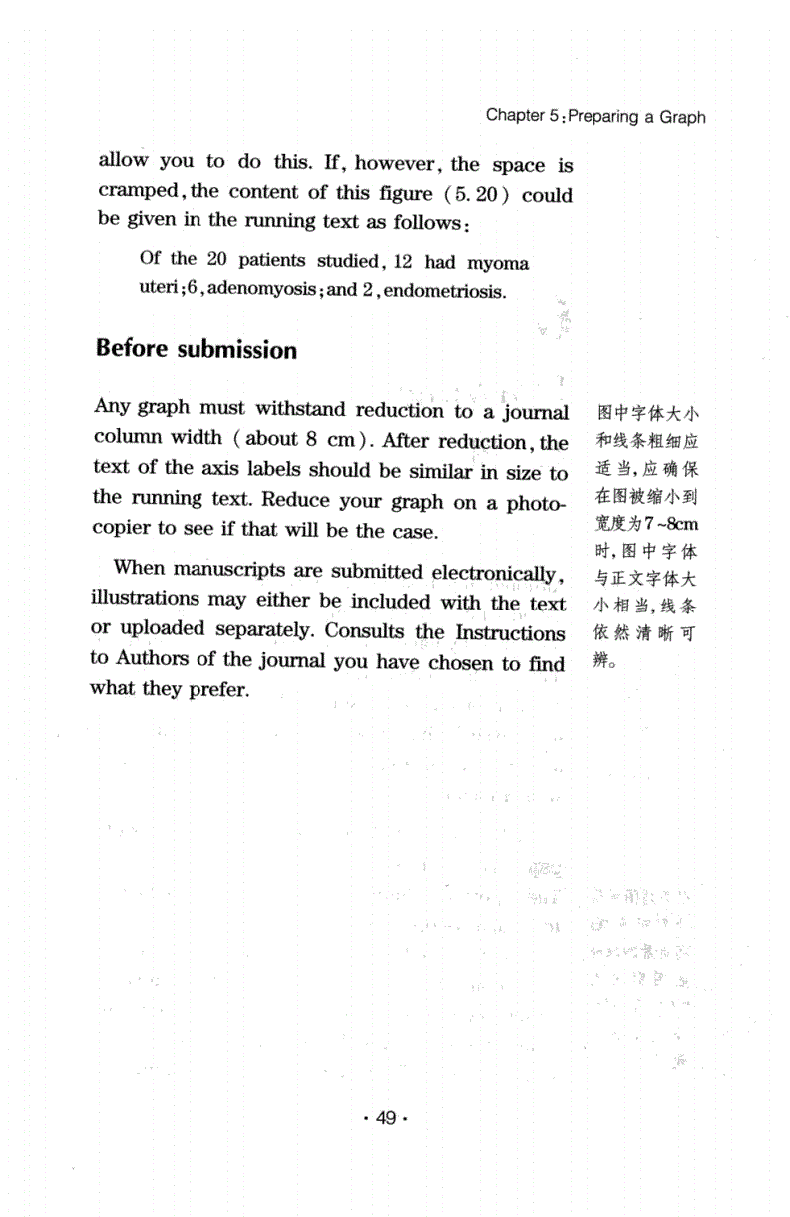 Chapter 5:Preparing a Graph
allow you to do this. If, however, the space is
cramped,the content of this figure (5.20) could
be given in the running text as follows:
Of the 20 patients studied, 12 had myoma
uteri;6,adenomyosis;and 2,endometriosis.
Before submission
Any graph must withstand reduction to a journal
column width (about 8 cm). After reduction,the
text of the axis labels should be similar in size to
the running text. Reduce your graph on a photo-
copier to see if that will be the case.
When manuscripts are submitted electronically,
illustrations may either be included with the text
or uploaded separately. Consults the Instructions
to Authors of the journal you have chosen to find
what they prefer.
图中字体大小
和线条粗细应
适当,应确保
在图被缩小到
宽度为7~8cm
时,图中字体
与正文字体大
小相当,线条
依然清晰可
辨。
·49·